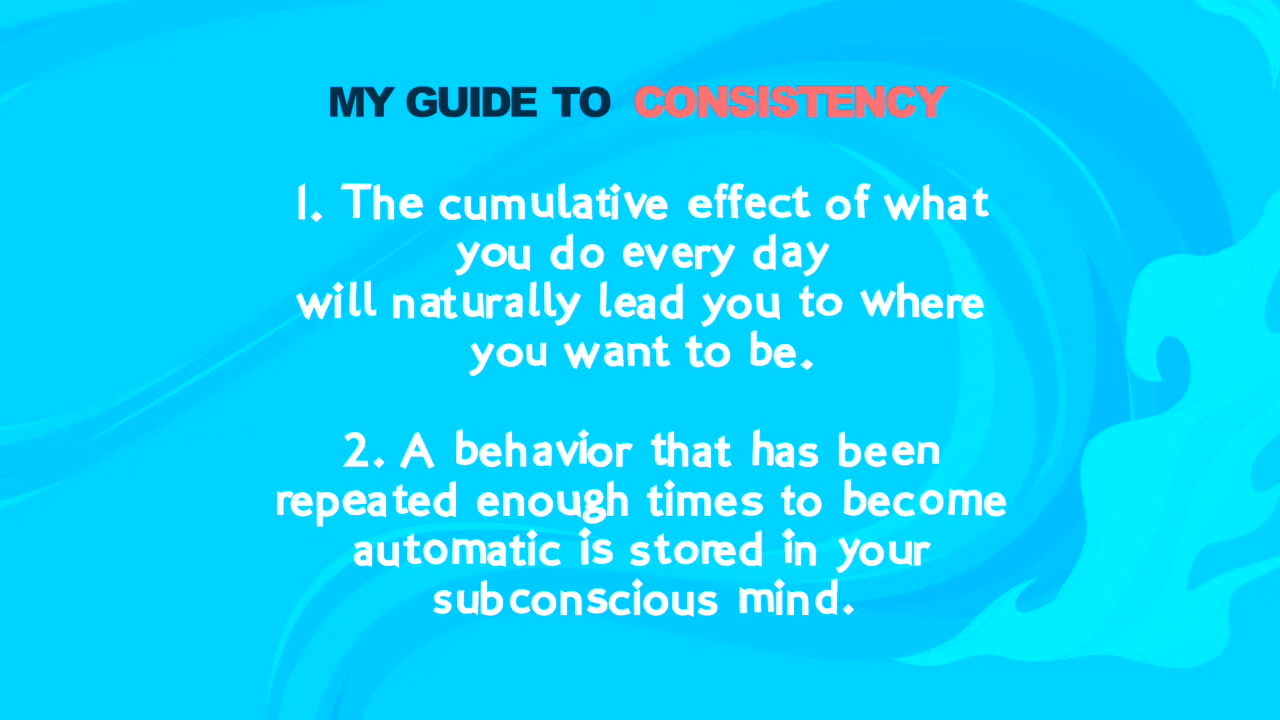 MY GUIDE TO CONSISTENCY
1. The cumulative effect of what
you do every day
will naturally lead you to where
you want to be.
2. A behavior that has been
repeated enough times to become
automatic is stored in your
subconscious mind.